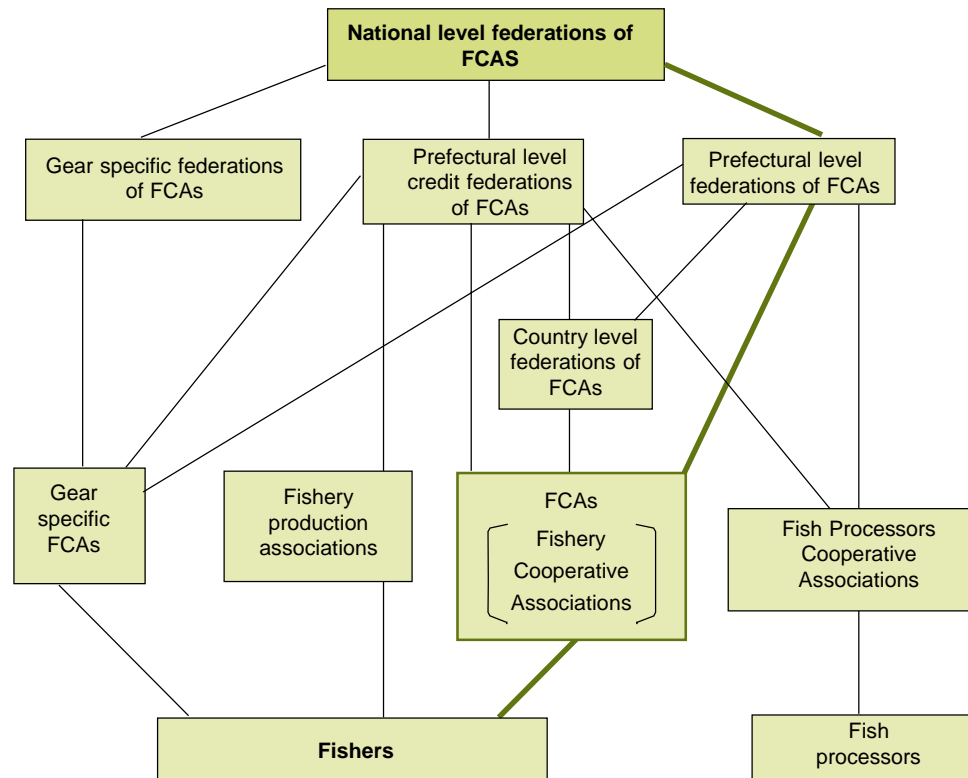 National level federations of
FCAS
Gear specific federations
of FCAs
Prefectural level
credit federations
of FCAs
Prefectural level
federations of FCAs
Country level
federations of
FCAs
Gear
specific
FCAs
Fishery
production
associations
FCAs
Fishery
Cooperative
Associations
Fish Processors
Cooperative
Associations
Fishers
Fish
processors